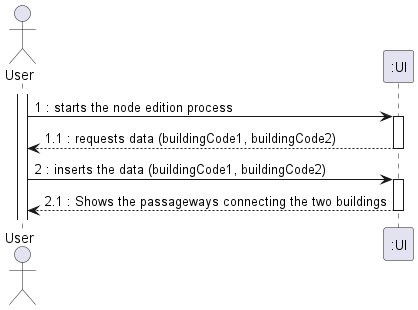 User
:UI
1 : starts the node edition process
1.1 : requests data (buildingCode1, buildingCode2)
2 : inserts the data (buildingCode1, buildingCode2)
2.1 : Shows the passageways connecting the two buildings
User
:UI